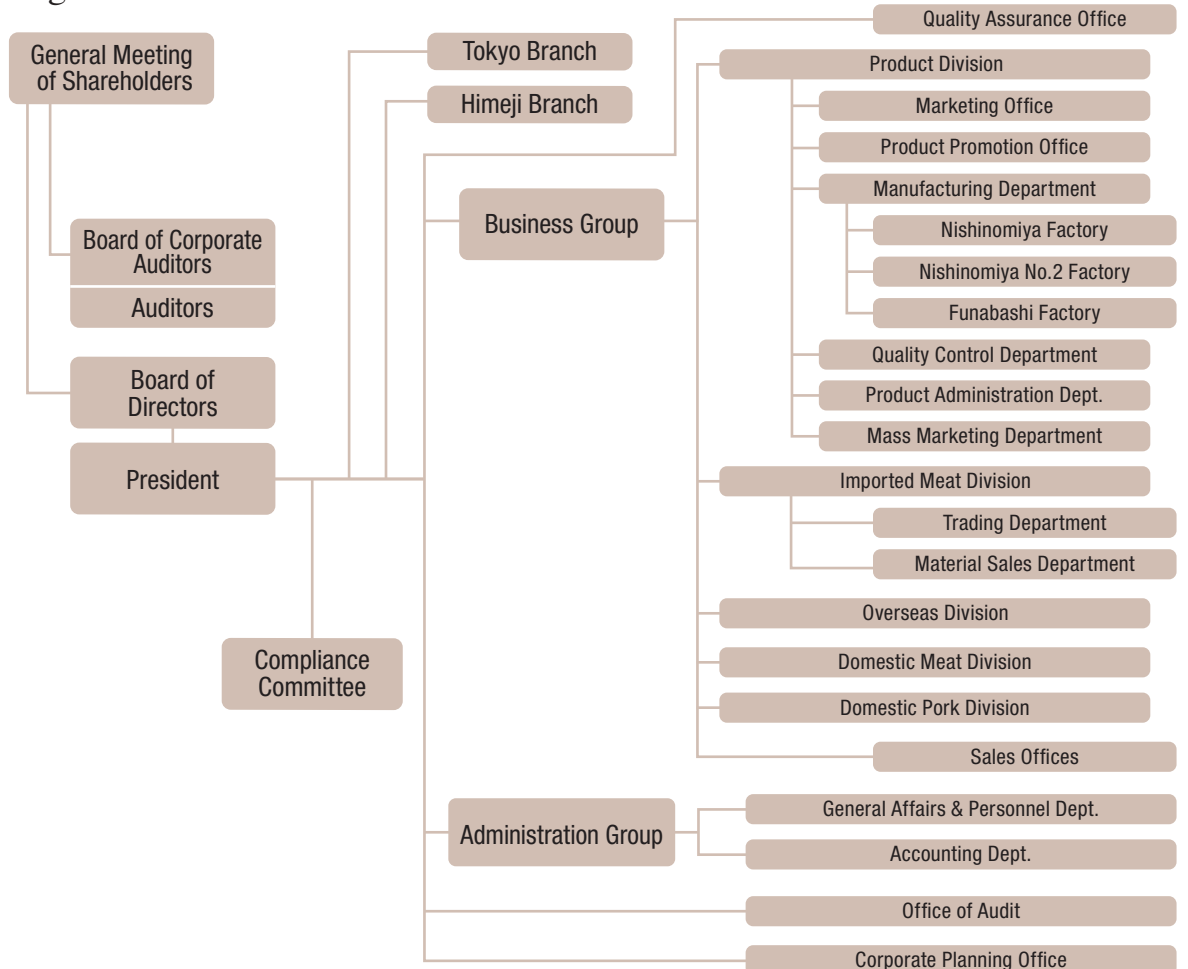 General Meeting
of Shareholders
Board of Corporate
Auditors
Auditors
Board of
Directors
President
Compliance
Committee
Tokyo Branch
Himeji Branch
Business Group
Administration Group
Quality Assurance Office
Product Division
Marketing Office
Product Promotion Office
Manufacturing Department
Nishinomiya Factory
Nishinomiya No.2 Factory
Funabashi Factory
Quality Control Department
Product Administration Dept.
Mass Marketing Department
Imported Meat Division
Trading Department
Material Sales Department
Overseas Division
Domestic Meat Division
Domestic Pork Division
Sales Offices
General Affairs & Personnel Dept.
Accounting Dept.
Office of Audit
Corporate Planning Office